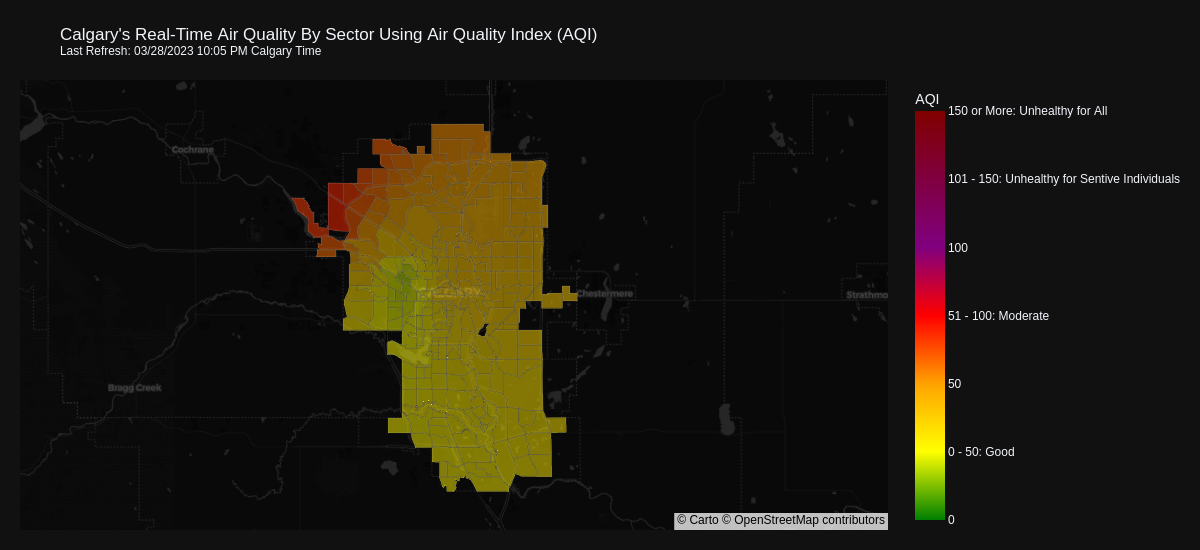 Calgary's Real-Time Air Quality By Sector Using Air Quality Index (AQI)
Last Refresh: 03/28/2023 10:05 PM Calgary Time
AQI
150 or More: Unhealthy for All
Cochrane
101 - 150: Unhealthy for Sentive Individuals
100
CALGARY
Chestermere
Strathmo
51 - 100: Moderate
50
Bragg Creek
0 - 50: Good
0
© Carto © OpenStreetMap contributors